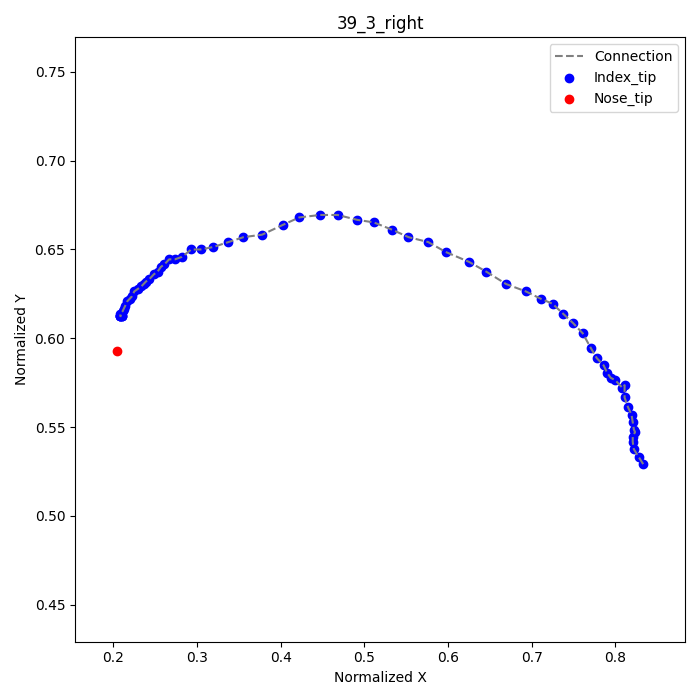 39_3_right
Connection
Index_tip
Nose_tip
Normalized Y
0.75
0.70
0.65
0.60
0.55
0.50
0.45
0.2 0.3 0.4 0.5 0.6 0.7 0.8
Normalized X